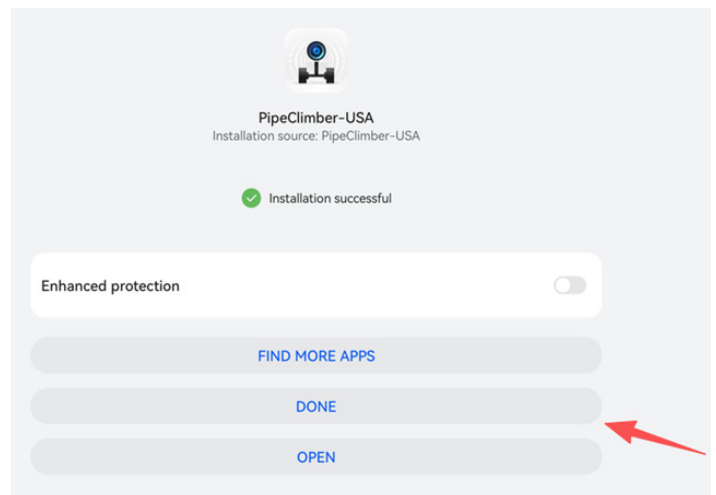 PipeClimber-USA
Installation source: PipeClimber-USA
Installation successful
Enhanced protection
FIND MORE APPS
DONE
OPEN